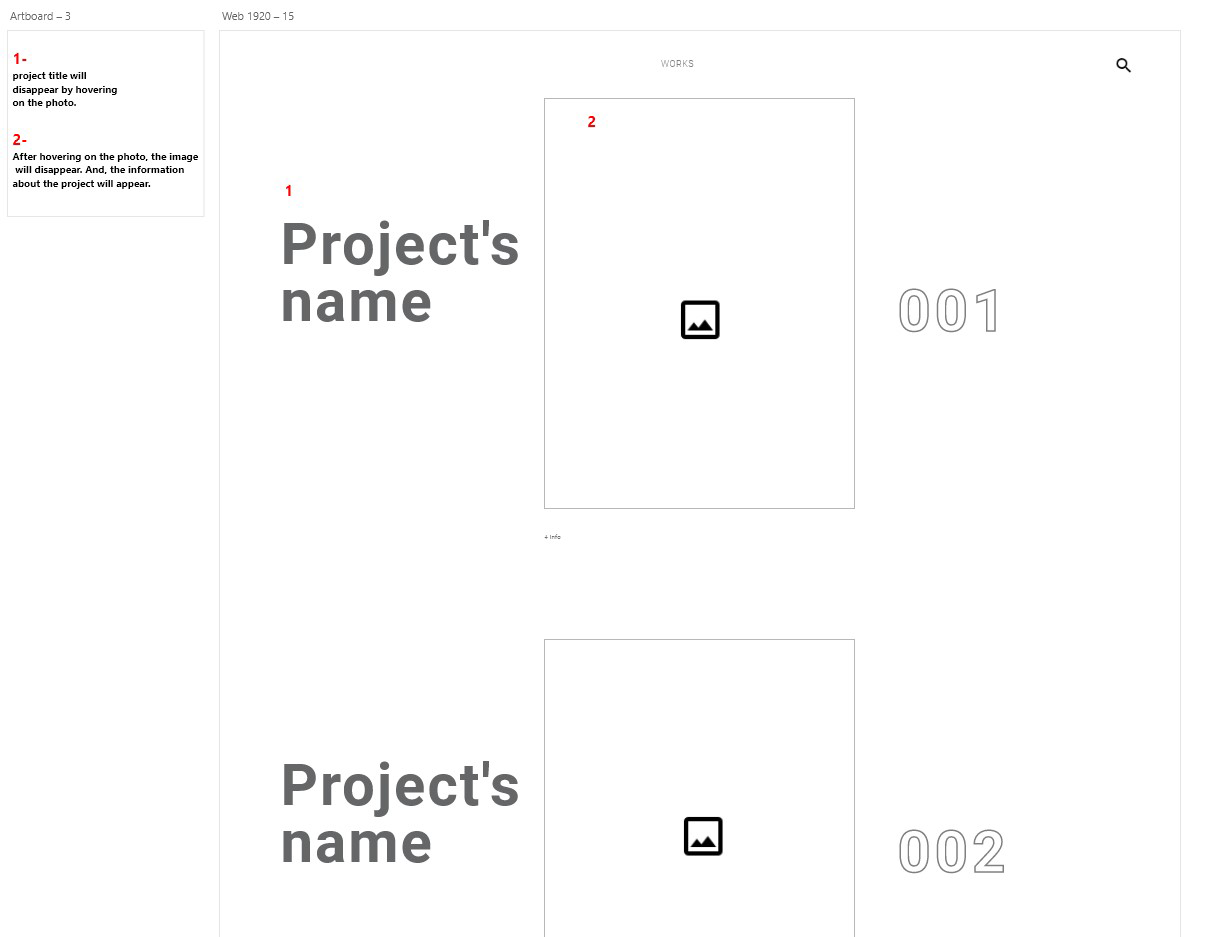 Artboard – 3
1-
project title will
disappear by hovering
on the photo.
2-
After hovering on the photo, the image
will disappear. And, the information
about the project will appear.
Web 1920 – 15
WORKS
2
1
Project's
name
001
info
Project's
name
002